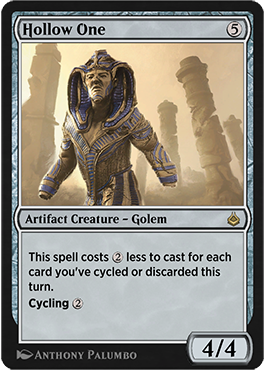 Hollow One 5
Artifact Creature – Golem
This spell costs 2 less to cast for each
card you've cycled or discarded this
turn.
Cycling 2
Anthony Palumbo
4/4